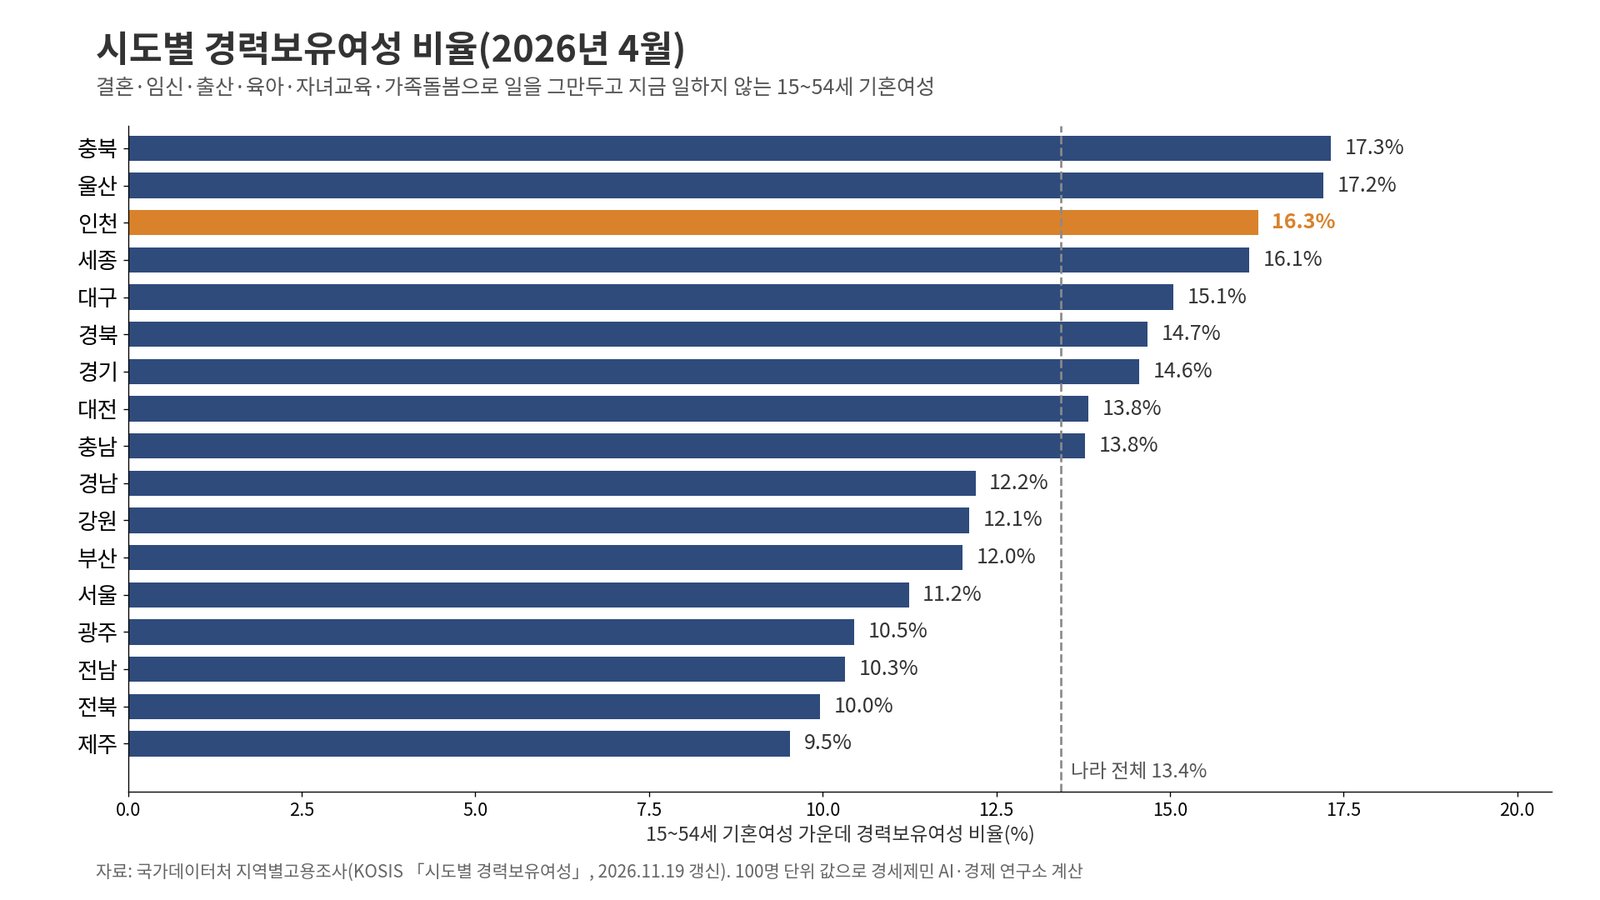 시도별 경력보유여성 비율(2026년 4월)
결혼·임신·출산·육아·자녀교육·가족돌봄으로 일을 그만두고 지금 일하지 않는 15~54세 기혼여성
충북 17.3%
울산 17.2%
인천 16.3%
세종 16.1%
대구 15.1%
경북 14.7%
경기 14.6%
대전 13.8%
충남 13.8%
경남 12.2%
강원 12.1%
부산 12.0%
서울 11.2%
광주 10.5%
전남 10.3%
전북 10.0%
제주 9.5%
나라 전체 13.4%
0.0 2.5 5.0 7.5 10.0 12.5 15.0 17.5 20.0
15~54세 기혼여성 가운데 경력보유여성 비율(%)
자료: 국가데이터처 지역별고용조사(KOSIS 「시도별 경력보유여성」, 2026.11.19 갱신). 100명 단위 값으로 경세제민 AI·경제 연구소 계산